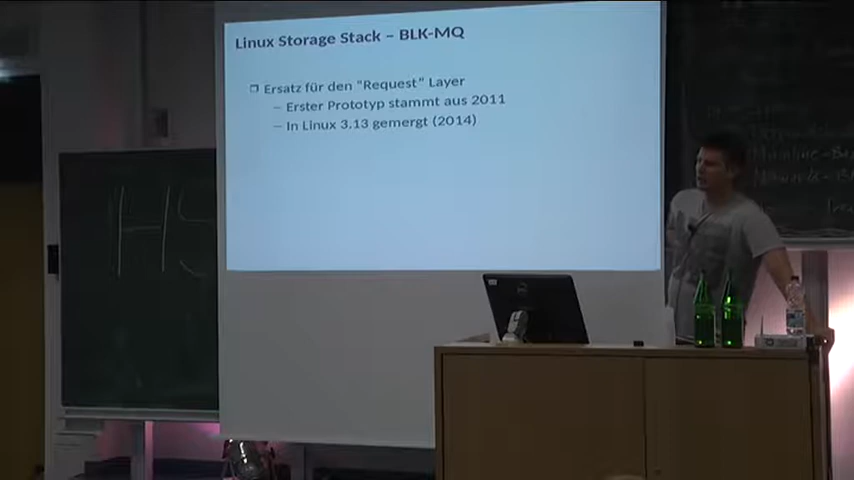 Linux Storage Stack – BLK-MQ
Ersatz für den "Request" Layer
– Erster Prototyp stammt aus 2011
– In Linux 3.13 gemergt (2014)
HS